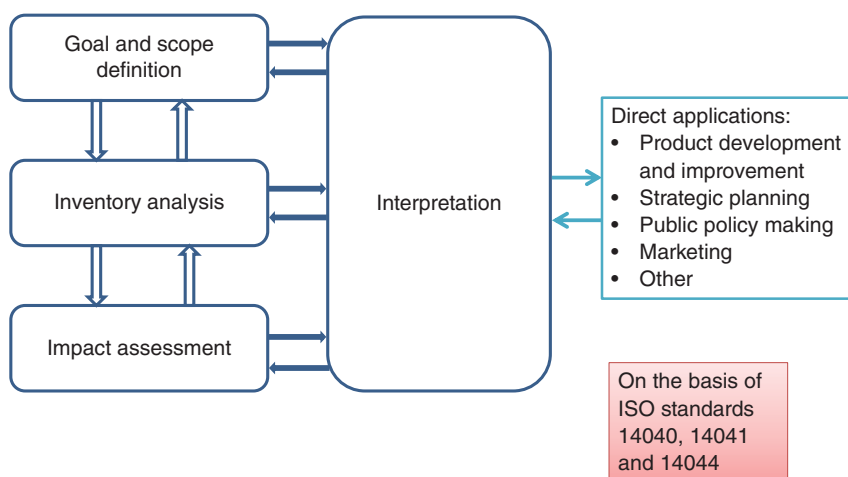 Goal and scope
definition
Inventory analysis
Impact assessment
Interpretation
Direct applications:
• Product development
and improvement
• Strategic planning
• Public policy making
• Marketing
• Other
On the basis of
ISO standards
14040, 14041
and 14044